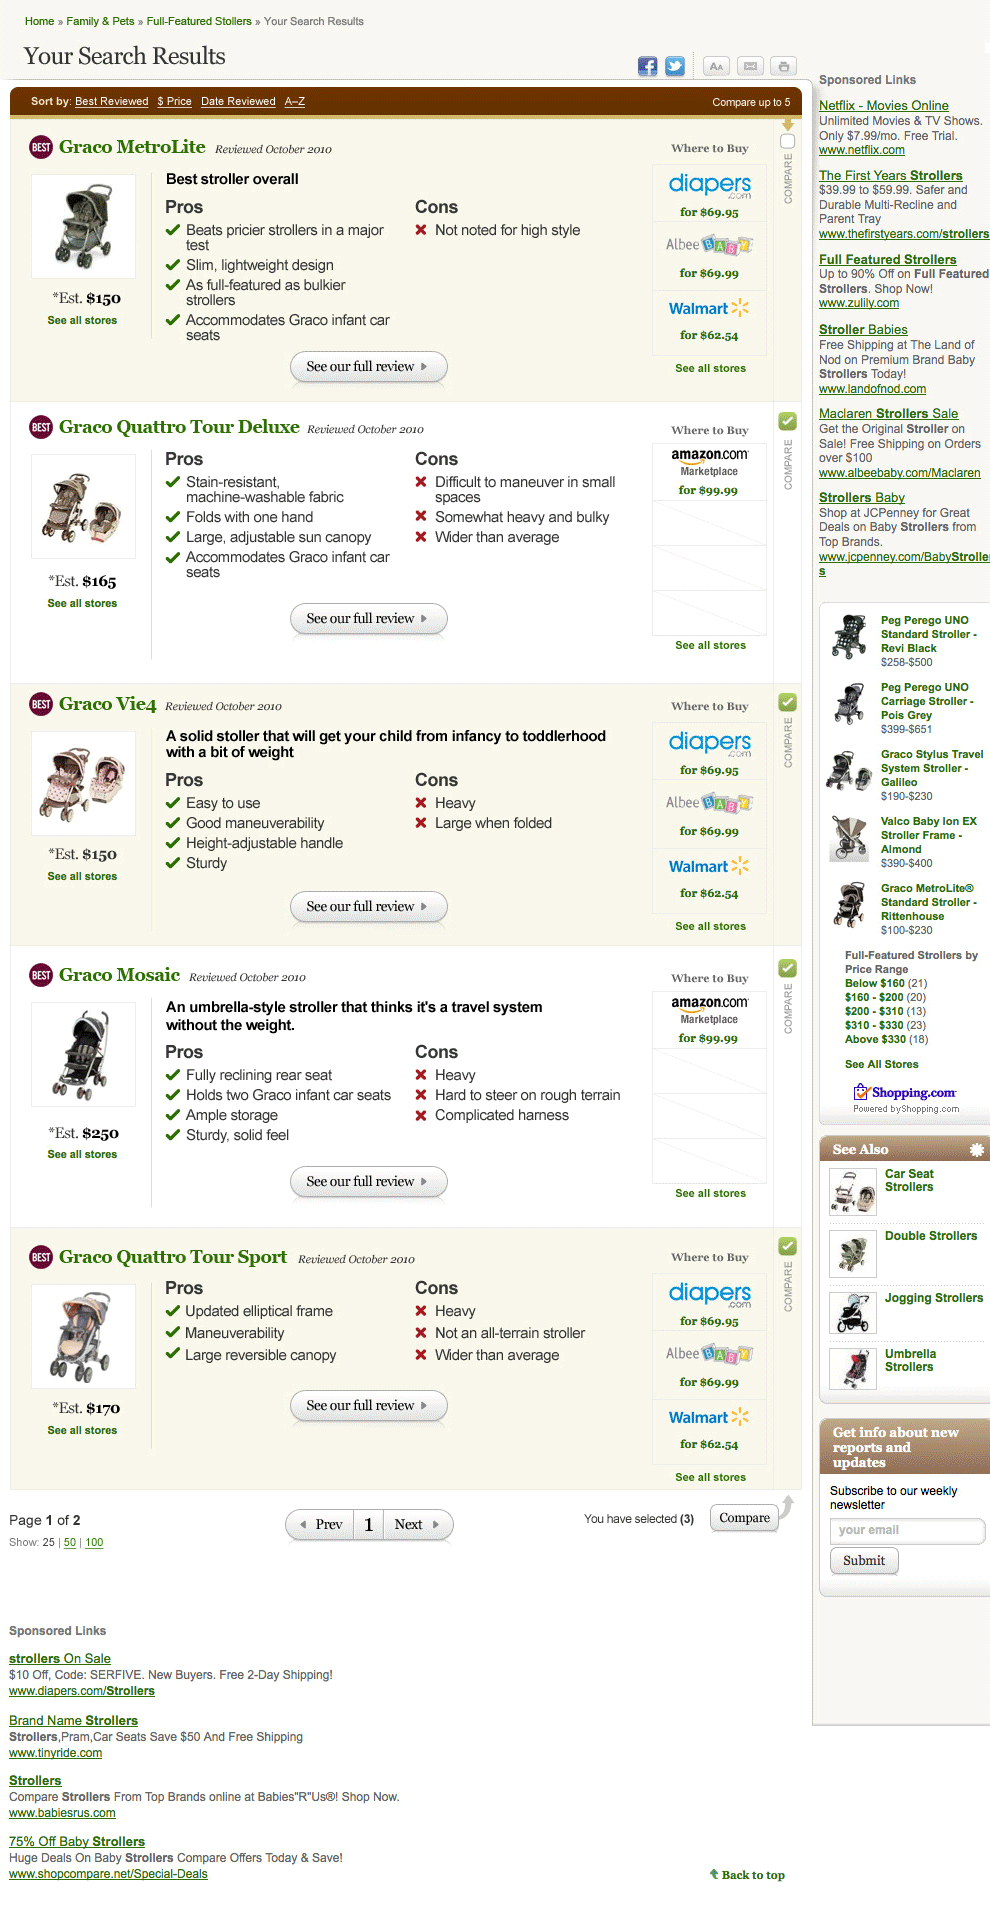 Home » Family & Pets » Full-Featured Stollers » Your Search Results
Your Search Results
AA
Sort by: Best Reviewed $ Price Date Reviewed A–Z
Compare up to 5
BEST Graco MetroLite Reviewed October 2010
Where to Buy
COMPARE
Best stroller overall
Pros
Beats pricier strollers in a major
test
Slim, lightweight design
As full-featured as bulkier
strollers
Accommodates Graco infant car
seats
Cons
Not noted for high style
*Est. $150
See all stores
See our full review
diapers
.com
for $69.95
Albee BABY
for $69.99
Walmart
for $62.54
See all stores
BEST Graco Quattro Tour Deluxe Reviewed October 2010
Where to Buy
COMPARE
Pros
Stain-resistant,
machine-washable fabric
Folds with one hand
Large, adjustable sun canopy
Accommodates Graco infant car
seats
Cons
Difficult to maneuver in small
spaces
Somewhat heavy and bulky
Wider than average
*Est. $165
See all stores
See our full review
amazon.com
Marketplace
for $99.99
See all stores
BEST Graco Vie4 Reviewed October 2010
Where to Buy
COMPARE
A solid stoller that will get your child from infancy to toddlerhood
with a bit of weight
Pros
Easy to use
Good maneuverability
Height-adjustable handle
Sturdy
Cons
Heavy
Large when folded
*Est. $150
See all stores
See our full review
diapers
.com
for $69.95
Albee BABY
for $69.99
Walmart
for $62.54
See all stores
BEST Graco Mosaic Reviewed October 2010
Where to Buy
COMPARE
An umbrella-style stroller that thinks it's a travel system
without the weight.
Pros
Fully reclining rear seat
Holds two Graco infant car seats
Ample storage
Sturdy, solid feel
Cons
Heavy
Hard to steer on rough terrain
Complicated harness
*Est. $250
See all stores
See our full review
amazon.com
Marketplace
for $99.99
See all stores
BEST Graco Quattro Tour Sport Reviewed October 2010
Where to Buy
COMPARE
Pros
Updated elliptical frame
Maneuverability
Large reversible canopy
Cons
Heavy
Not an all-terrain stroller
Wider than average
*Est. $170
See all stores
See our full review
diapers
.com
for $69.95
Albee BABY
for $69.99
Walmart
for $62.54
See all stores
Page 1 of 2
Show: 25 | 50 | 100
Prev 1 Next
You have selected (3)
Compare
Sponsored Links
strollers On Sale
$10 Off, Code: SERFIVE. New Buyers. Free 2-Day Shipping!
www.diapers.com/Strollers
Brand Name Strollers
Strollers,Pram,Car Seats Save $50 And Free Shipping
www.tinyride.com
Strollers
Compare Strollers From Top Brands online at Babies"R"Us®! Shop Now.
www.babiesrus.com
75% Off Baby Strollers
Huge Deals On Baby Strollers Compare Offers Today & Save!
www.shopcompare.net/Special-Deals
Back to top
Sponsored Links
Netflix - Movies Online
Unlimited Movies & TV Shows.
Only $7.99/mo. Free Trial.
www.netflix.com
The First Years Strollers
$39.99 to $59.99. Safer and
Durable Multi-Recline and
Parent Tray
www.thefirstyears.com/strollers
Full Featured Strollers
Up to 90% Off on Full Featured
Strollers. Shop Now!
www.zulily.com
Stroller Babies
Free Shipping at The Land of
Nod on Premium Brand Baby
Strollers Today!
www.landofnod.com
Maclaren Strollers Sale
Get the Original Stroller on
Sale! Free Shipping on Orders
over $100
www.albeebaby.com/Maclaren
Strollers Baby
Shop at JCPenney for Great
Deals on Baby Strollers from
Top Brands.
www.jcpenney.com/BabyStroller
s
Peg Perego UNO
Standard Stroller -
Revi Black
$258-$500
Peg Perego UNO
Carriage Stroller -
Pois Grey
$399-$651
Graco Stylus Travel
System Stroller -
Galileo
$190-$230
Valco Baby Ion EX
Stroller Frame -
Almond
$390-$400
Graco MetroLite®
Standard Stroller -
Rittenhouse
$100-$230
Full-Featured Strollers by
Price Range
Below $160 (21)
$160 - $200 (20)
$200 - $310 (13)
$310 - $330 (23)
Above $330 (18)
See All Stores
Shopping.com
Powered by Shopping.com
See Also
Car Seat
Strollers
Double Strollers
Jogging Strollers
Umbrella
Strollers
Get info about new
reports and
updates
Subscribe to our weekly
newsletter
your email
Submit